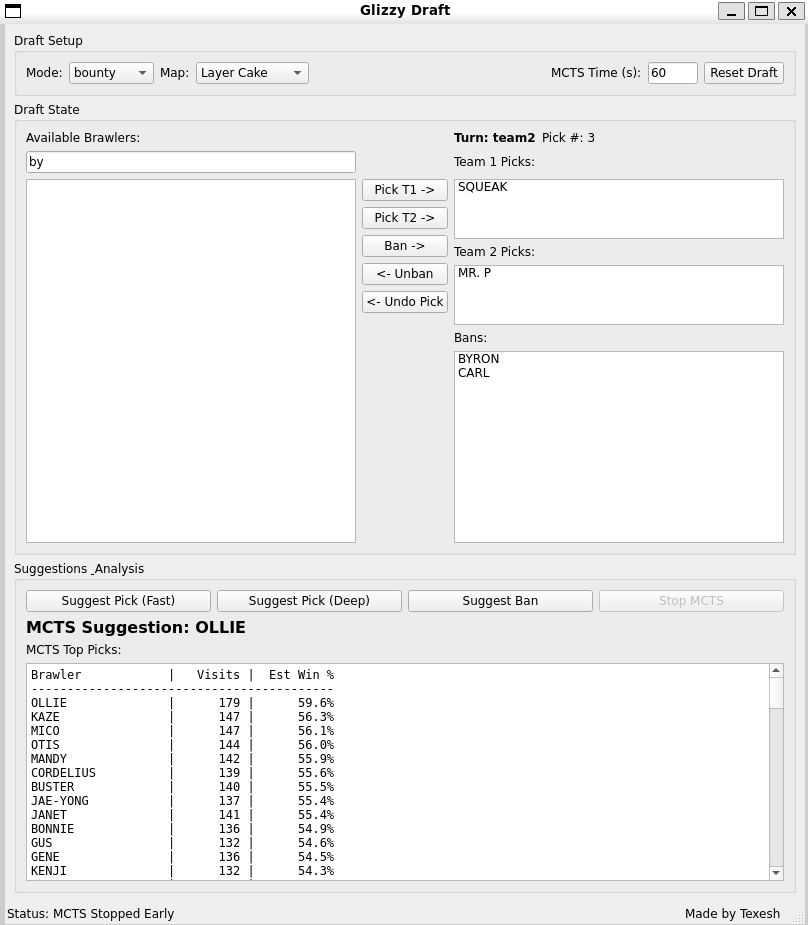 Glizzy Draft
Draft Setup
Mode: bounty Map: Layer Cake MCTS Time (s): 60 Reset Draft
Draft State
Available Brawlers:
by
Pick T1 ->
Pick T2 ->
Ban ->
<- Unban
<- Undo Pick
Turn: team2 Pick #: 3
Team 1 Picks:
SQUEAK
Team 2 Picks:
MR. P
Bans:
BYRON
CARL
Suggestions _Analysis
Suggest Pick (Fast) Suggest Pick (Deep) Suggest Ban Stop MCTS
MCTS Suggestion: OLLIE
MCTS Top Picks:
Brawler | Visits | Est Win %
------------------------------------------
OLLIE | 179 | 59.6%
KAZE | 147 | 56.3%
MICO | 147 | 56.1%
OTIS | 144 | 56.0%
MANDY | 142 | 55.9%
CORDELIUS | 139 | 55.6%
BUSTER | 140 | 55.5%
JAE-YONG | 137 | 55.4%
JANET | 141 | 55.4%
BONNIE | 136 | 54.9%
GUS | 132 | 54.6%
GENE | 136 | 54.5%
KENJI | 132 | 54.3%
Status: MCTS Stopped Early Made by Texesh